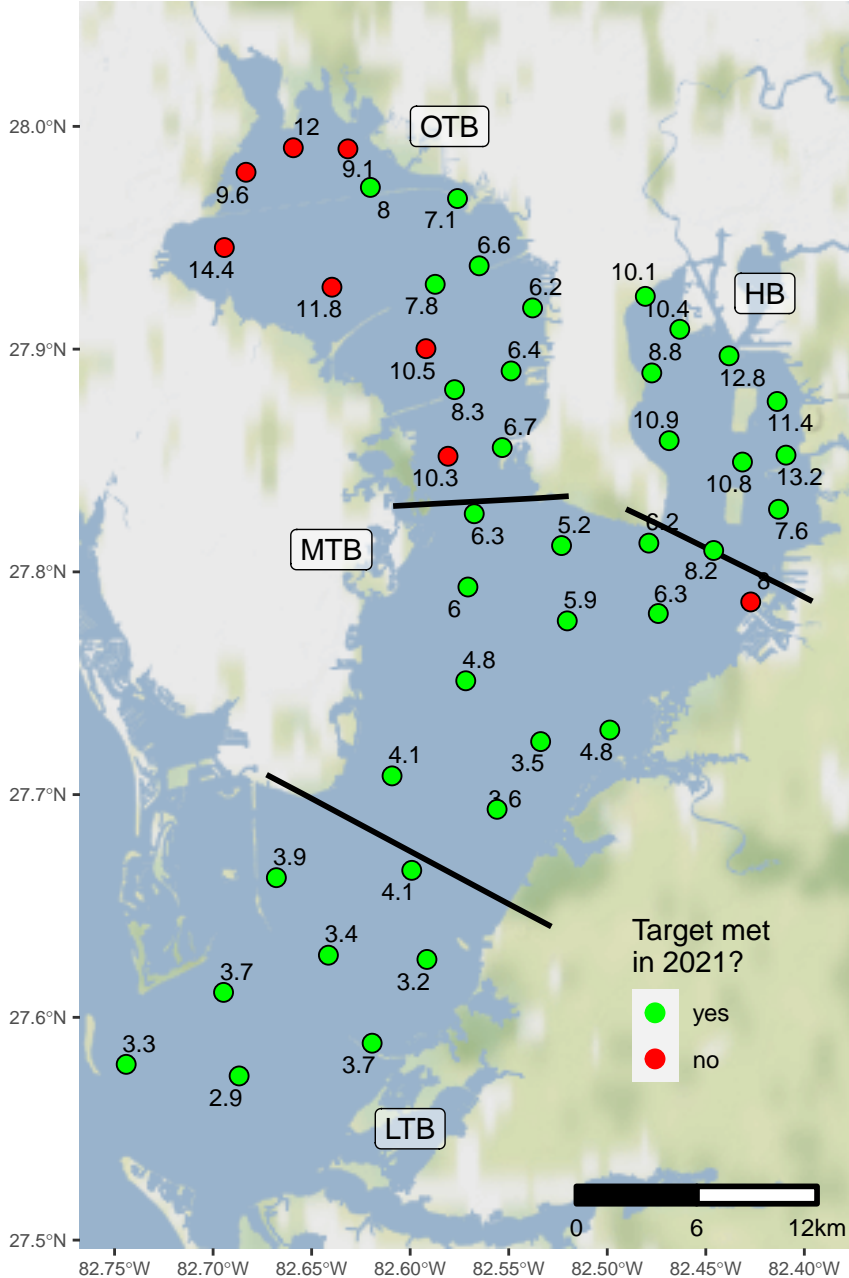 28.0°N
27.9°N
27.8°N
27.7°N
27.6°N
27.5°N
OTB
12
9.1
9.6
8
7.1
14.4
6.6
11.8
7.8
6.2
10.1
HB
10.4
10.5
6.4
8.8
12.8
8.3
11.4
10.9
6.7
10.3
10.8
13.2
6.3
7.6
MTB
5.2
6.2
8.2
8
6
5.9
6.3
4.8
4.1
3.5
4.8
3.6
3.9
4.1
3.4
3.2
3.7
3.3
3.7
2.9
LTB
Target met
in 2021?
yes
no
0 6 12km
82.75°W 82.70°W 82.65°W 82.60°W 82.55°W 82.50°W 82.45°W 82.40°W